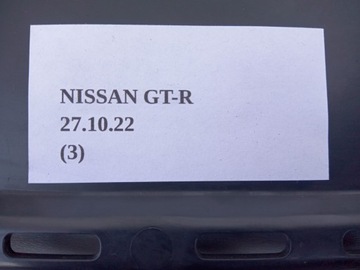 NISSAN GT-R
27.10.22
(3)